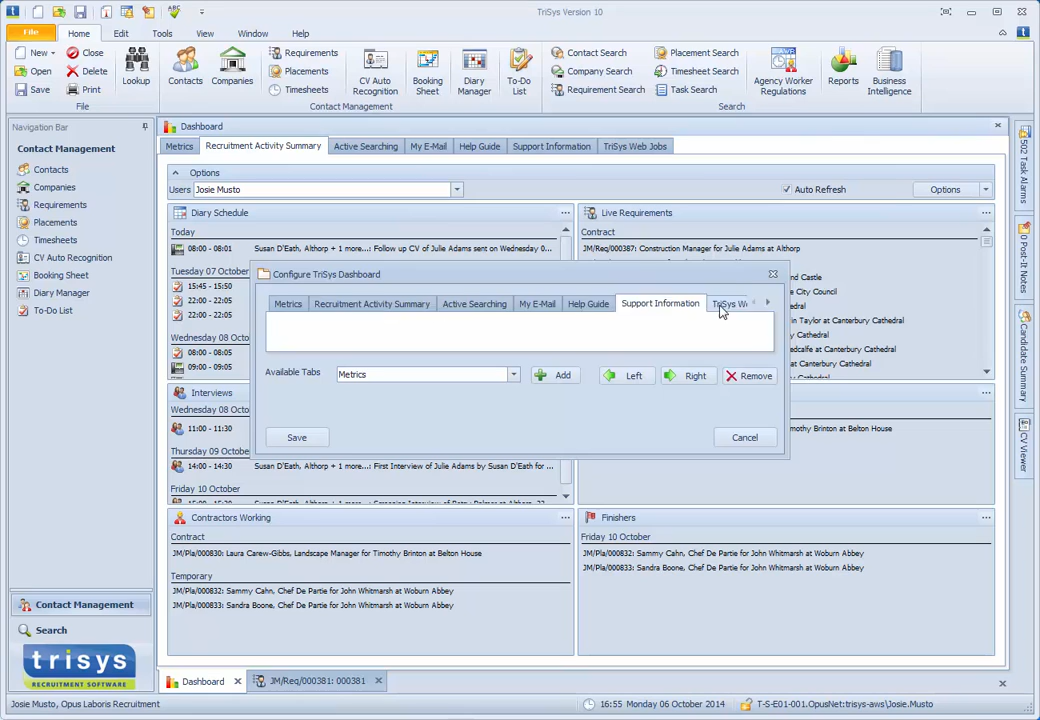 TriSys Version 10
File Home Edit Tools View Window Help
New Close
Open Delete
Save Print
Lookup
Contacts
Companies
Requirements
Placements
Timesheets
CV Auto Recognition
Booking Sheet
Diary Manager
To-Do List
Contact Search
Company Search
Requirement Search
Placement Search
Timesheet Search
Task Search
Agency Worker Regulations
Reports
Business Intelligence
File Contact Management Search
Navigation Bar
Contact Management
Contacts
Companies
Requirements
Placements
Timesheets
CV Auto Recognition
Booking Sheet
Diary Manager
To-Do List
Contact Management
Search
trisys
RECRUITMENT SOFTWARE
Dashboard
Metrics Recruitment Activity Summary Active Searching My E-Mail Help Guide Support Information TriSys Web Jobs
Options
Users Josie Musto Auto Refresh Options
Diary Schedule
Today
08:00 - 08:01 Susan D'Eath, Althorp + 1 more...: Follow up CV of Julie Adams sent on Wednesday 0...
Tuesday 07 October
15:45 - 15:50
22:00 - 22:05
22:00 - 22:05
Wednesday 08 October
08:00 - 08:05
09:00 - 09:05
Live Requirements
Contract
JM/Req/000387: Construction Manager for Julie Adams at Althorp
nd Castle
e City Council
edral
n Taylor at Canterbury Cathedral
edral
etcalfe at Canterbury Cathedral
edral
Configure TriSys Dashboard
Metrics Recruitment Activity Summary Active Searching My E-Mail Help Guide Support Information TriSys We
Available Tabs Metrics Add Left Right Remove
Save Cancel
Interviews
Wednesday 08 October
11:00 - 11:30
Thursday 09 October
14:00 - 14:30 Susan D'Eath, Althorp + 1 more...: First Interview of Julie Adams by Susan D'Eath for ...
Friday 10 October
imothy Brinton at Belton House
Contractors Working
Contract
JM/Pla/000830: Laura Carew-Gibbs, Landscape Manager for Timothy Brinton at Belton House
Temporary
JM/Pla/000832: Sammy Cahn, Chef De Partie for John Whitmarsh at Woburn Abbey
JM/Pla/000833: Sandra Boone, Chef De Partie for John Whitmarsh at Woburn Abbey
Finishers
Friday 10 October
JM/Pla/000832: Sammy Cahn, Chef De Partie for John Whitmarsh at Woburn Abbey
JM/Pla/000833: Sandra Boone, Chef De Partie for John Whitmarsh at Woburn Abbey
502 Task Alarms
0 Post-It Notes
Candidate Summary
CV Viewer
Dashboard JM/Req/000381: 000381
Josie Musto, Opus Laboris Recruitment 16:55 Monday 06 October 2014 T-S-E01-001.OpusNet:trisys-aws\Josie.Musto